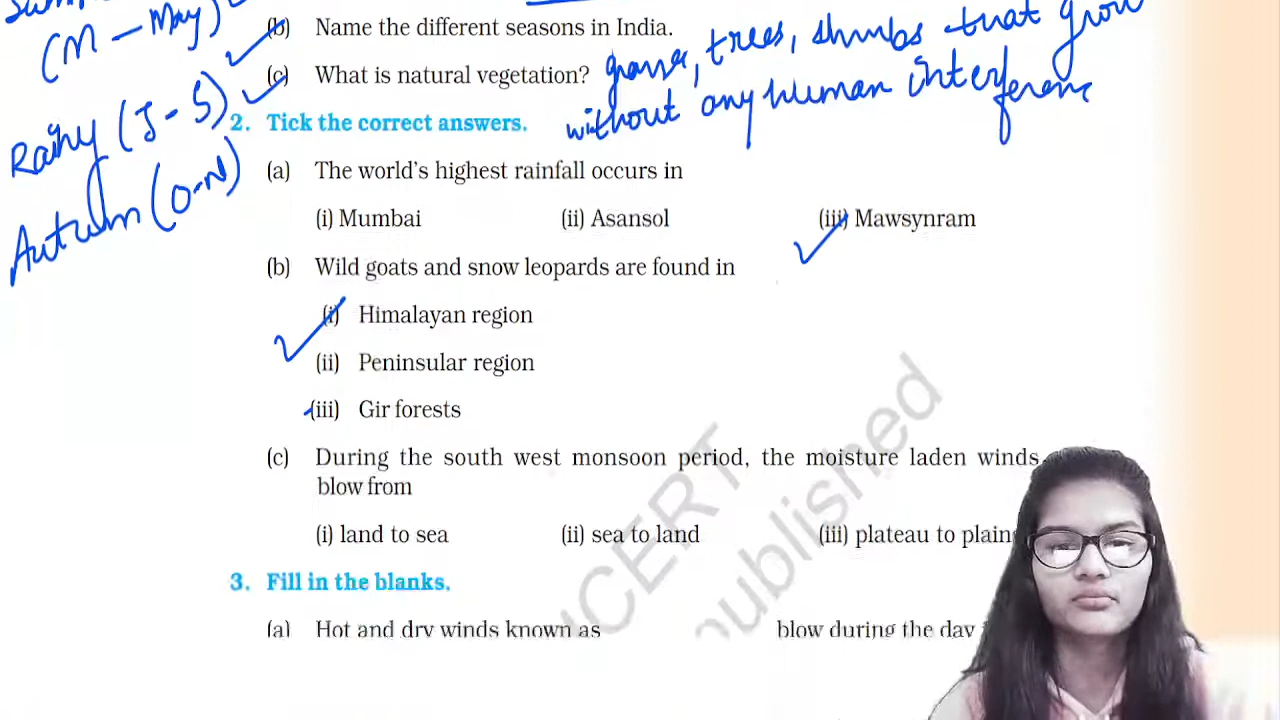 (M - May)
(b) Name the different seasons in India.
(c) What is natural vegetation? grasses, trees, shrubs that grow
without any human interference
Rainy (J - S)
Autumn (O-N)
2. Tick the correct answers.
(a) The world's highest rainfall occurs in
(i) Mumbai (ii) Asansol (iii) Mawsynram
(b) Wild goats and snow leopards are found in
(i) Himalayan region
(ii) Peninsular region
(iii) Gir forests
(c) During the south west monsoon period, the moisture laden winds
blow from
(i) land to sea (ii) sea to land (iii) plateau to plains
3. Fill in the blanks.
(a) Hot and dry winds known as blow during the day
NCERT
published